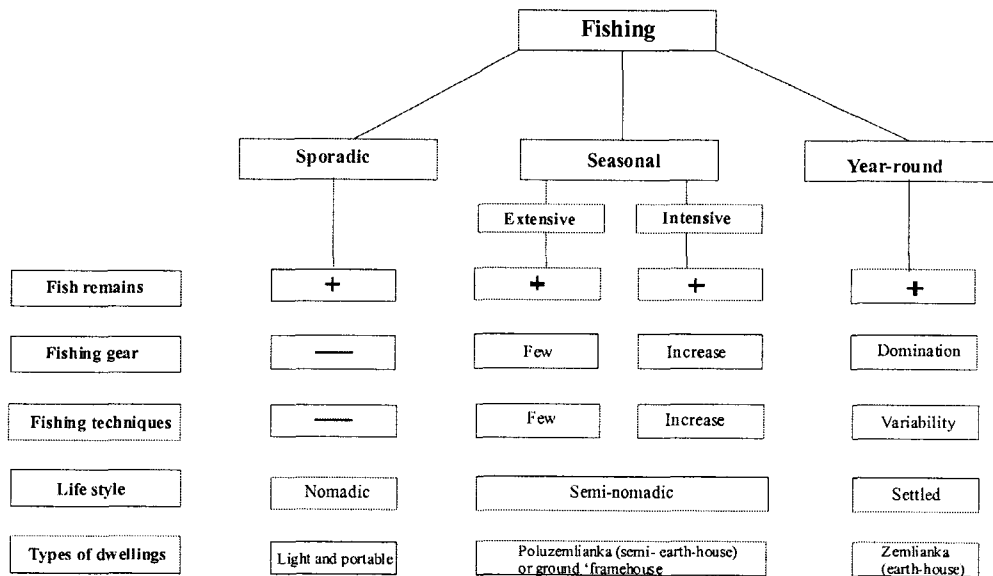 Fishing
Sporadic
Seasonal
Year-round
Extensive
Intensive
Fish remains
+
+
+
+
Fishing gear
—
Few
Increase
Domination
Fishing techniques
—
Few
Increase
Variability
Life style
Nomadic
Semi-nomadic
Settled
Types of dwellings
Light and portable
Poluzemlianka (semi- earth-house)
or ground 'framehouse
Zemlianka
(earth-house)